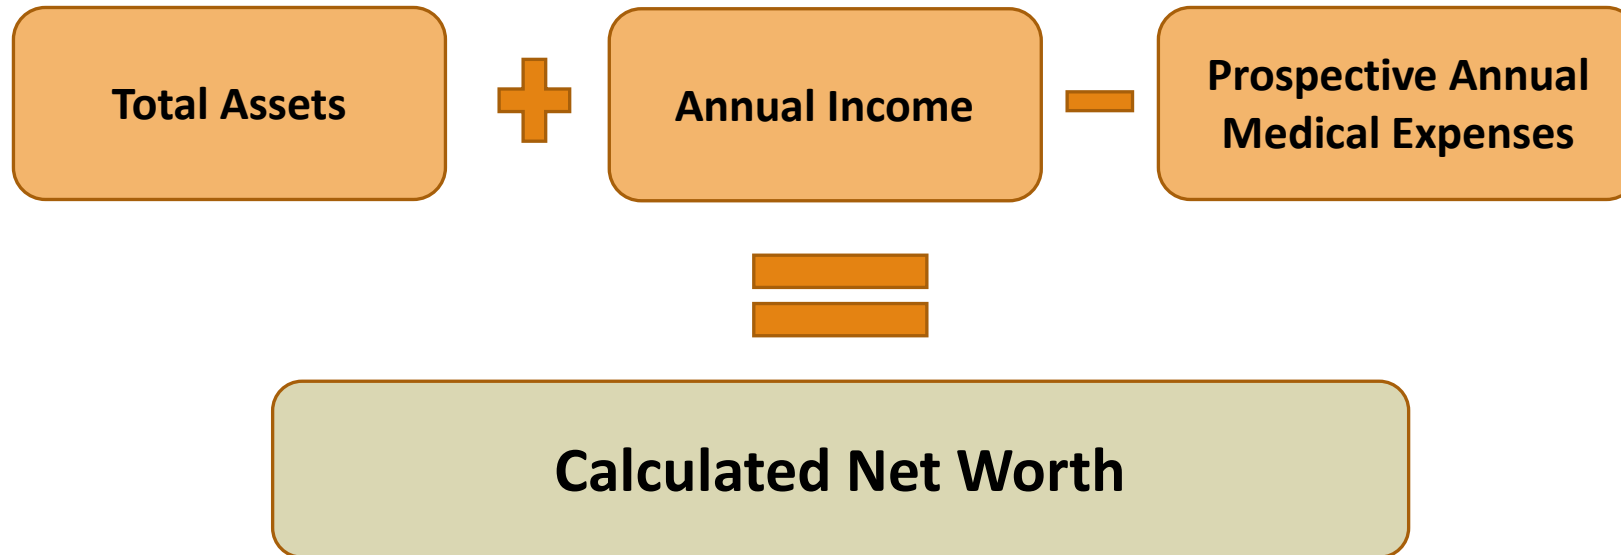 Total Assets
Annual Income
Prospective Annual
Medical Expenses
Calculated Net Worth